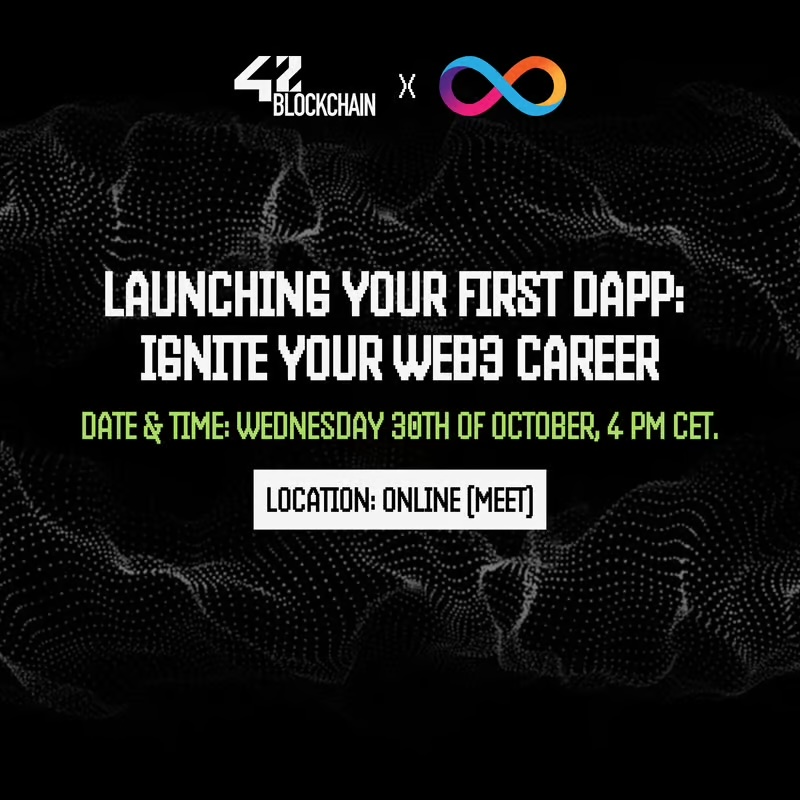 42
BLOCKCHAIN
X
LAUNCHING YOUR FIRST DAPP:
IGNITE YOUR WEB3 CAREER
DATE & TIME: WEDNESDAY 30TH OF OCTOBER, 4 PM CET.
LOCATION: ONLINE (MEET)